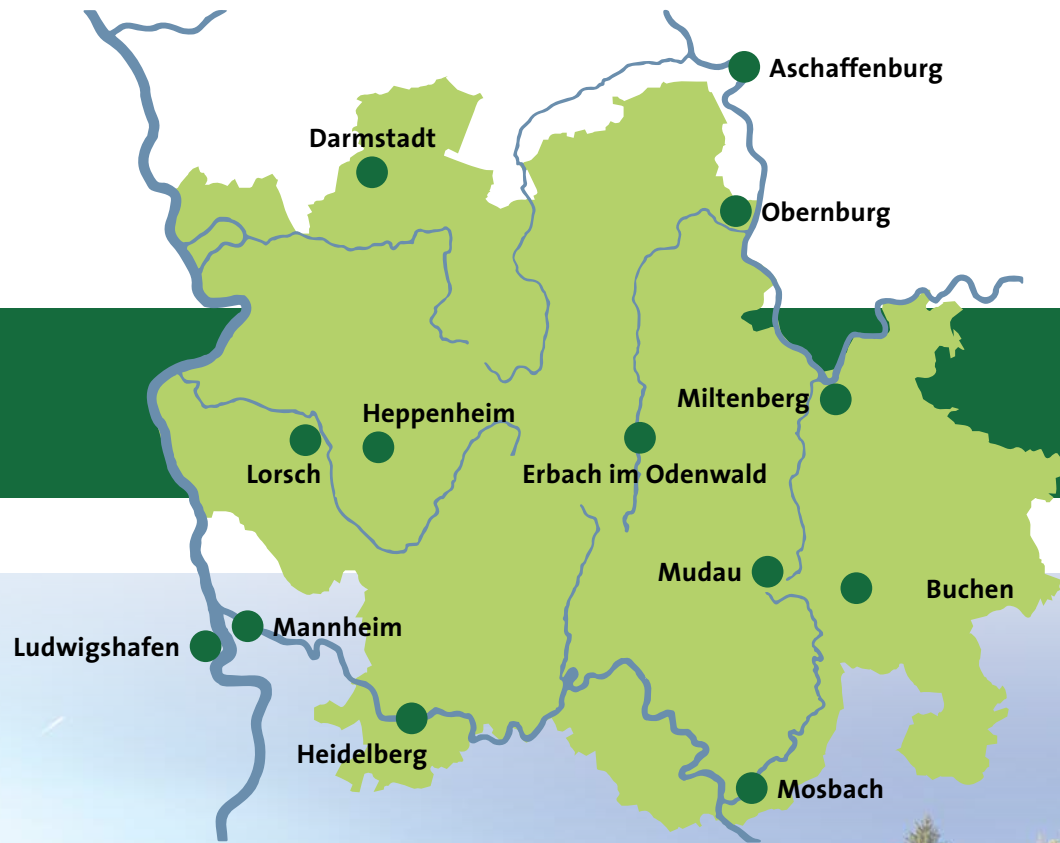 Aschaffenburg
Darmstadt
Obernburg
Miltenberg
Heppenheim
Lorsch
Erbach im Odenwald
Mudau
Buchen
Mannheim
Ludwigshafen
Heidelberg
Mosbach